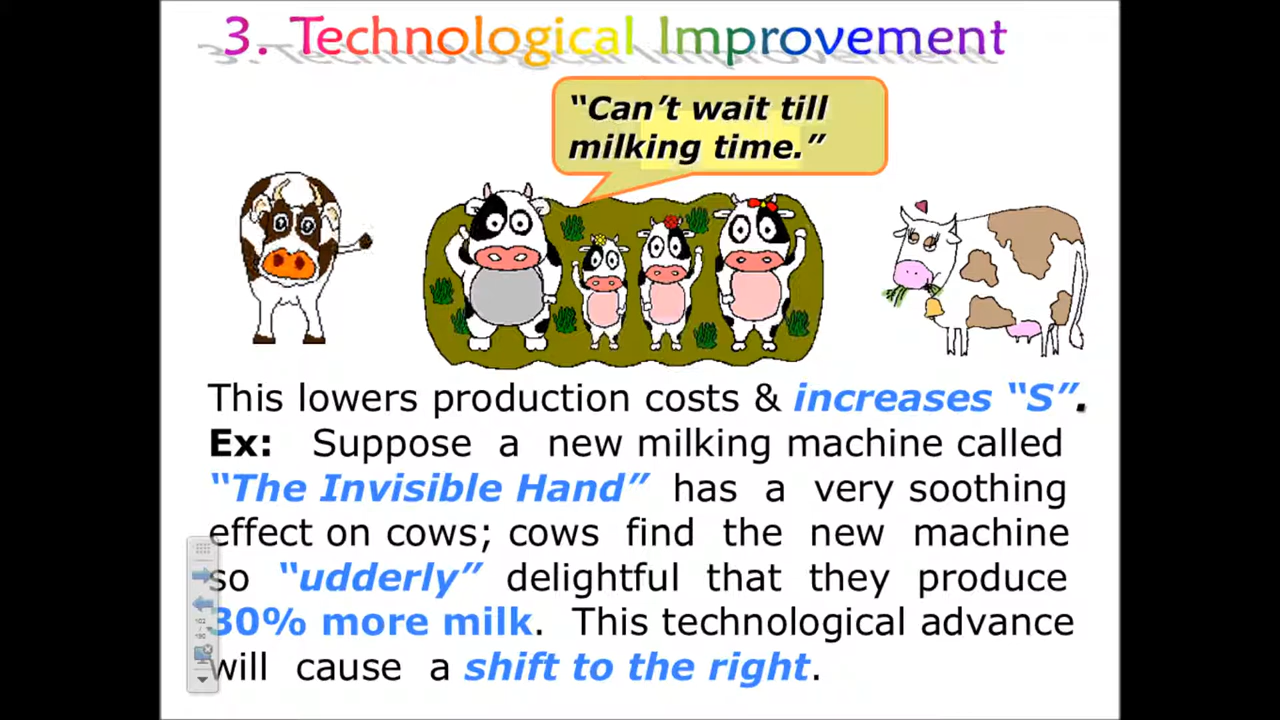 3. Technological Improvement
“Can’t wait till
milking time.”
This lowers production costs & increases “S”.
Ex: Suppose a new milking machine called
“The Invisible Hand” has a very soothing
effect on cows; cows find the new machine
so “udderly” delightful that they produce
30% more milk. This technological advance
will cause a shift to the right.
102
/
190